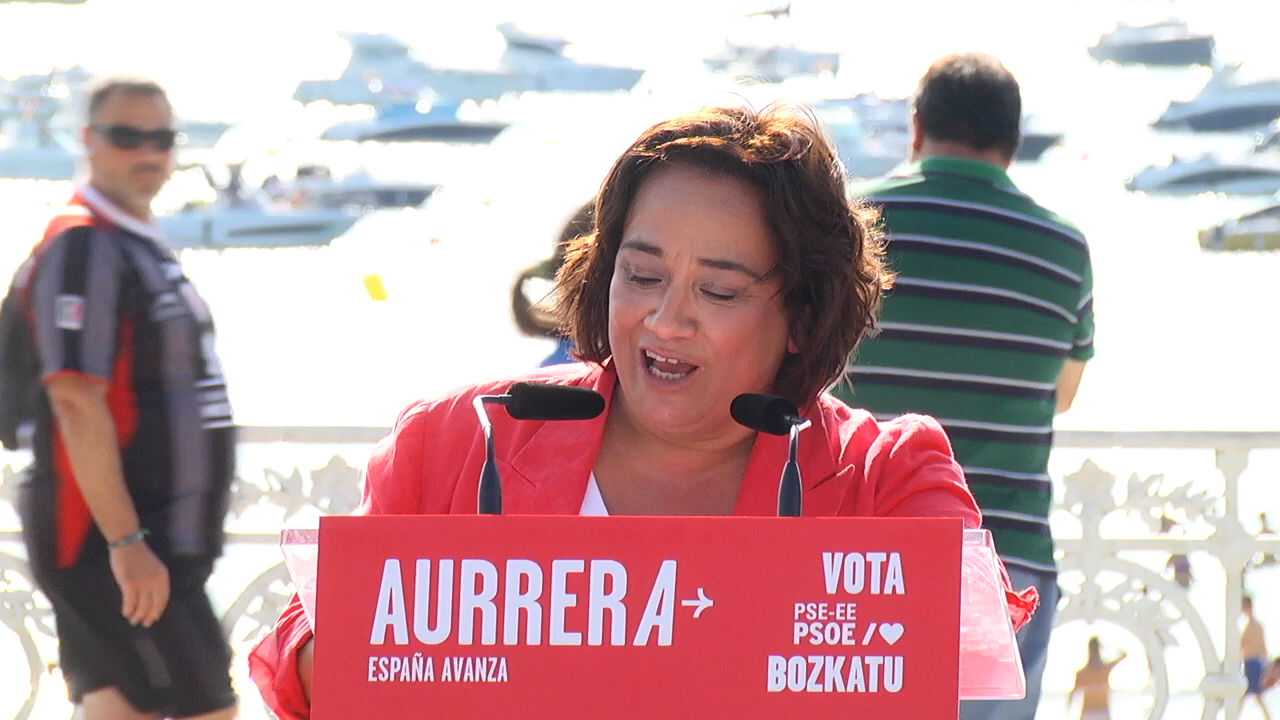 AURRERA
ESPAÑA AVANZA
VOTA
PSE-EE
PSOE /
BOZKATU